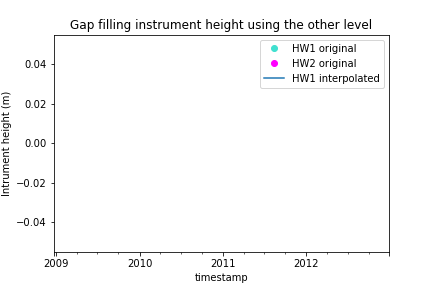 Gap filling instrument height using the other level
HW1 original
HW2 original
HW1 interpolated
Intrument height (m)
0.04
0.02
0.00
−0.02
−0.04
2009 2010 2011 2012
timestamp